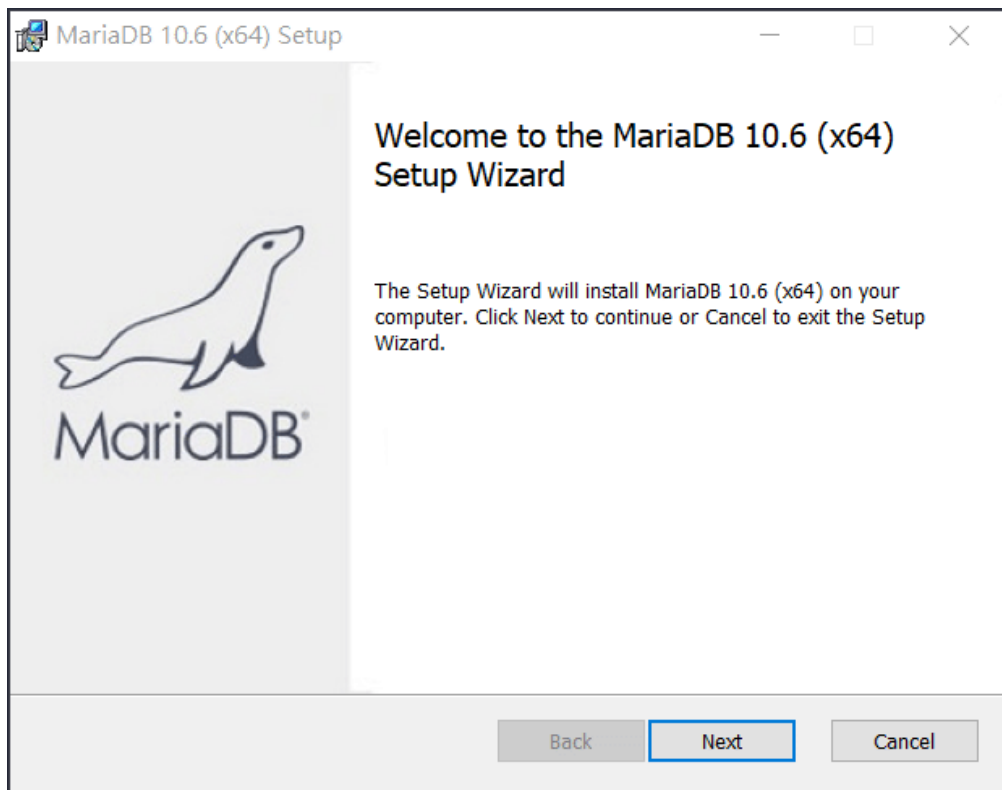 MariaDB 10.6 (x64) Setup
Welcome to the MariaDB 10.6 (x64)
Setup Wizard
The Setup Wizard will install MariaDB 10.6 (x64) on your
computer. Click Next to continue or Cancel to exit the Setup
Wizard.
MariaDB®
Back
Next
Cancel